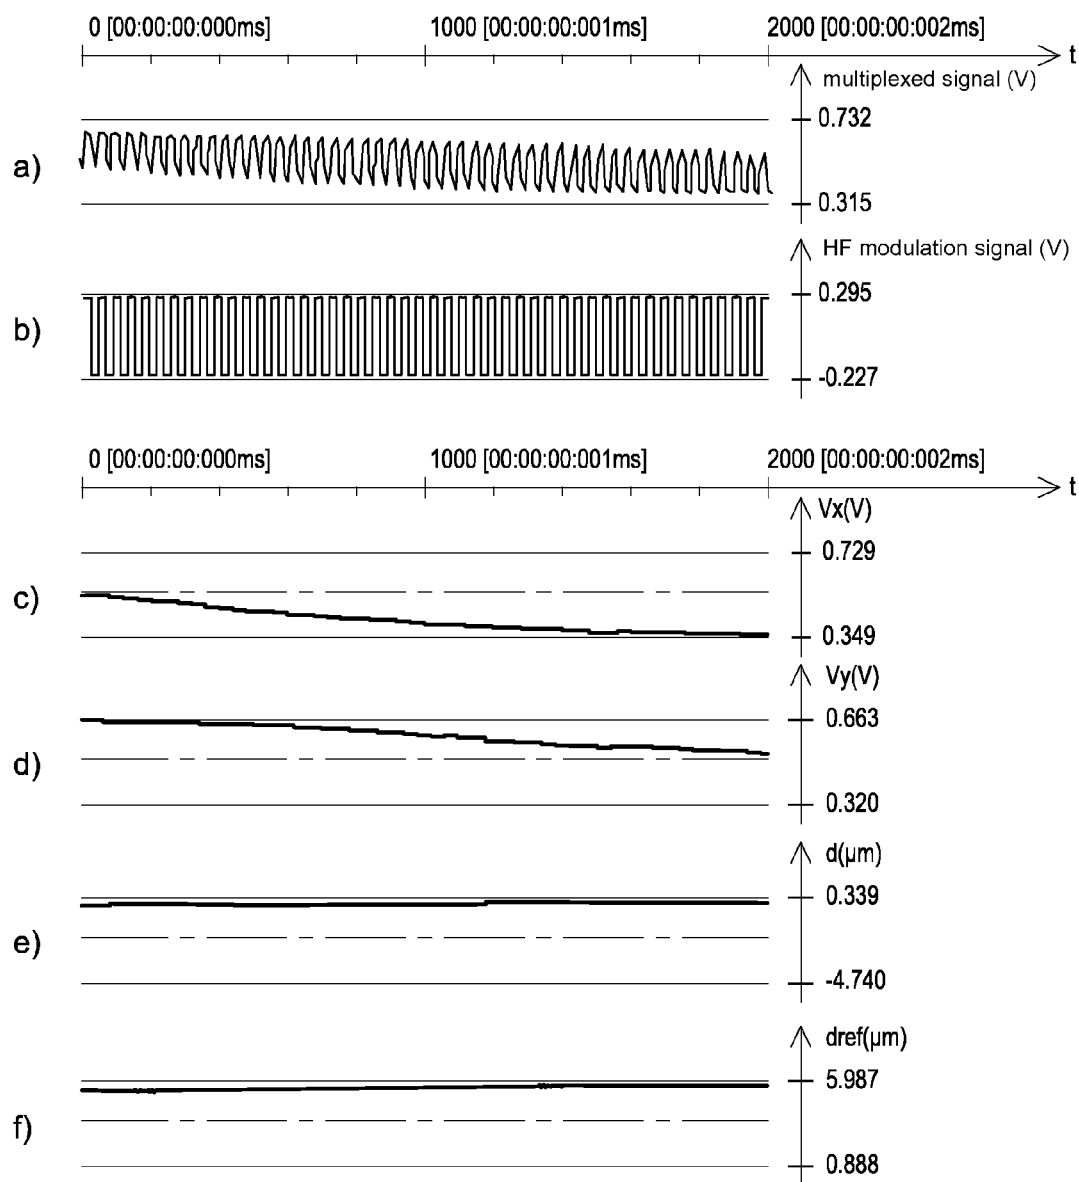 0 [00:00:00:000ms] 1000 [00:00:00:001ms] 2000 [00:00:00:002ms]
t
multiplexed signal (V)
0.732
a)
0.315
HF modulation signal (V)
0.295
b)
-0.227
0 [00:00:00:000ms] 1000 [00:00:00:001ms] 2000 [00:00:00:002ms]
t
Vx(V)
0.729
c)
0.349
Vy(V)
0.663
d)
0.320
d(µm)
0.339
e)
-4.740
dref(µm)
5.987
f)
0.888